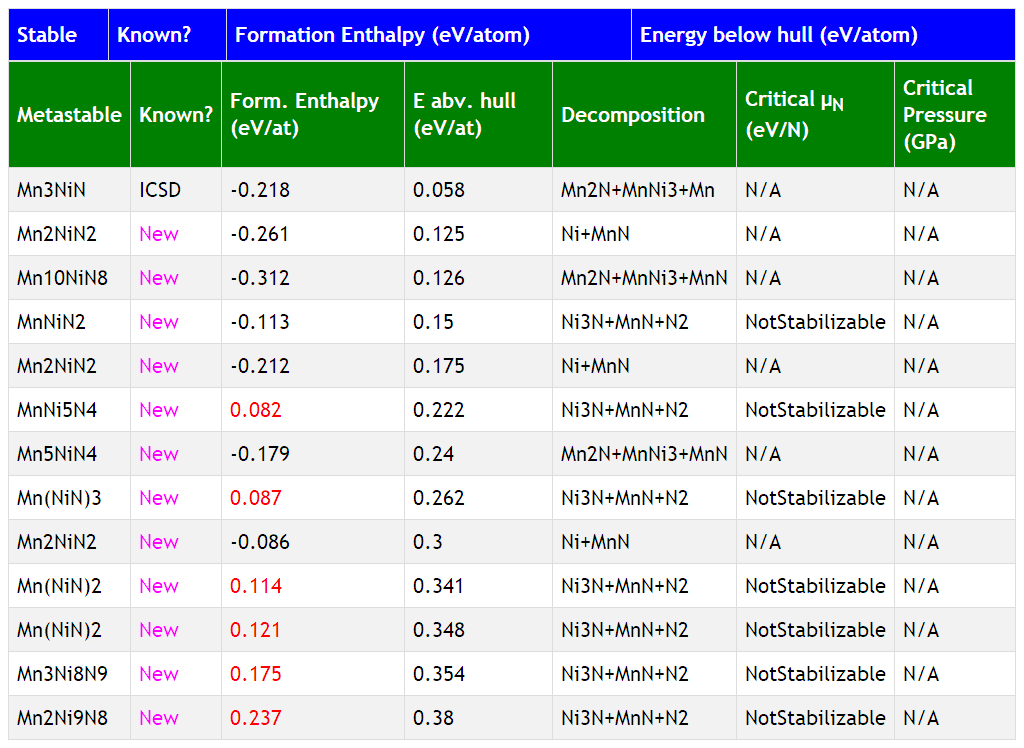 Stable Known? Formation Enthalpy (eV/atom) Energy below hull (eV/atom)
Metastable Known? Form. Enthalpy (eV/at) E abv. hull (eV/at) Decomposition Critical μN (eV/N) Critical Pressure (GPa)
Mn3NiN ICSD -0.218 0.058 Mn2N+MnNi3+Mn N/A N/A
Mn2NiN2 New -0.261 0.125 Ni+MnN N/A N/A
Mn10NiN8 New -0.312 0.126 Mn2N+MnNi3+MnN N/A N/A
MnNiN2 New -0.113 0.15 Ni3N+MnN+N2 NotStabilizable N/A
Mn2NiN2 New -0.212 0.175 Ni+MnN N/A N/A
MnNi5N4 New 0.082 0.222 Ni3N+MnN+N2 NotStabilizable N/A
Mn5NiN4 New -0.179 0.24 Mn2N+MnNi3+MnN N/A N/A
Mn(NiN)3 New 0.087 0.262 Ni3N+MnN+N2 NotStabilizable N/A
Mn2NiN2 New -0.086 0.3 Ni+MnN N/A N/A
Mn(NiN)2 New 0.114 0.341 Ni3N+MnN+N2 NotStabilizable N/A
Mn(NiN)2 New 0.121 0.348 Ni3N+MnN+N2 NotStabilizable N/A
Mn3Ni8N9 New 0.175 0.354 Ni3N+MnN+N2 NotStabilizable N/A
Mn2Ni9N8 New 0.237 0.38 Ni3N+MnN+N2 NotStabilizable N/A